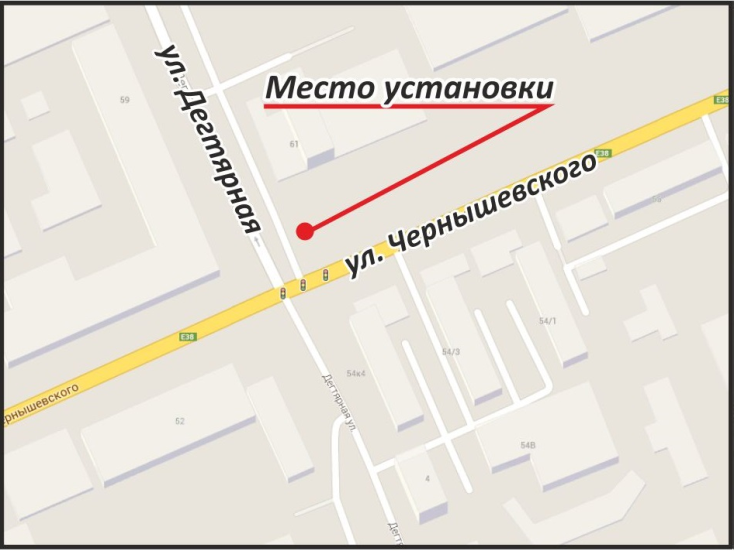 ул. Дегтярная
59
Место установки
61
E38
E38
ул. Чернышевского
E38
54/1
54/3
54к4
Дегтярная ул.
52
54В
4